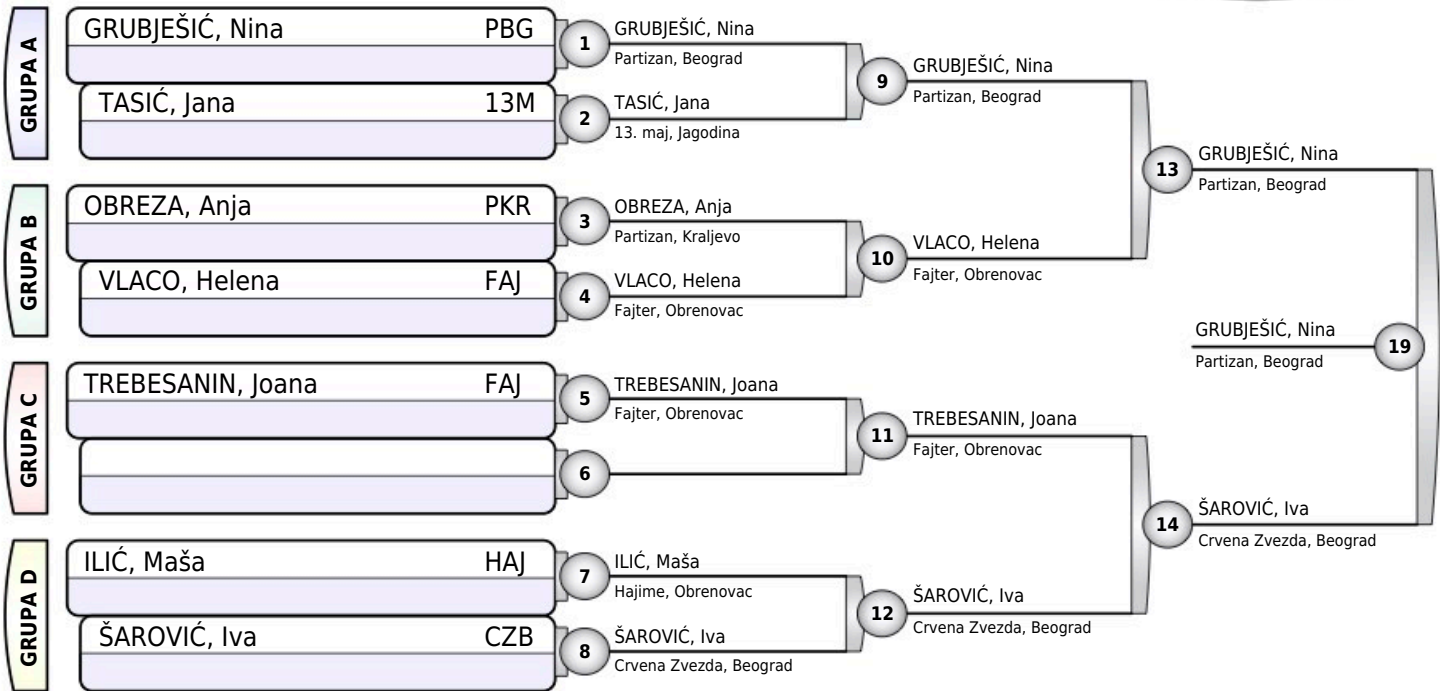 GRUPA A
GRUBJEŠIĆ, Nina PBG
TASIĆ, Jana 13M
1
GRUBJEŠIĆ, Nina
Partizan, Beograd
2
TASIĆ, Jana
13. maj, Jagodina
9
GRUBJEŠIĆ, Nina
Partizan, Beograd
GRUPA B
OBREZA, Anja PKR
VLACO, Helena FAJ
3
OBREZA, Anja
Partizan, Kraljevo
4
VLACO, Helena
Fajter, Obrenovac
10
VLACO, Helena
Fajter, Obrenovac
13
GRUBJEŠIĆ, Nina
Partizan, Beograd
GRUPA C
TREBESANIN, Joana FAJ
5
TREBESANIN, Joana
Fajter, Obrenovac
6
11
TREBESANIN, Joana
Fajter, Obrenovac
GRUPA D
ILIĆ, Maša HAJ
ŠAROVIĆ, Iva CZB
7
ILIĆ, Maša
Hajime, Obrenovac
8
ŠAROVIĆ, Iva
Crvena Zvezda, Beograd
12
ŠAROVIĆ, Iva
Crvena Zvezda, Beograd
14
ŠAROVIĆ, Iva
Crvena Zvezda, Beograd
GRUBJEŠIĆ, Nina
Partizan, Beograd
19